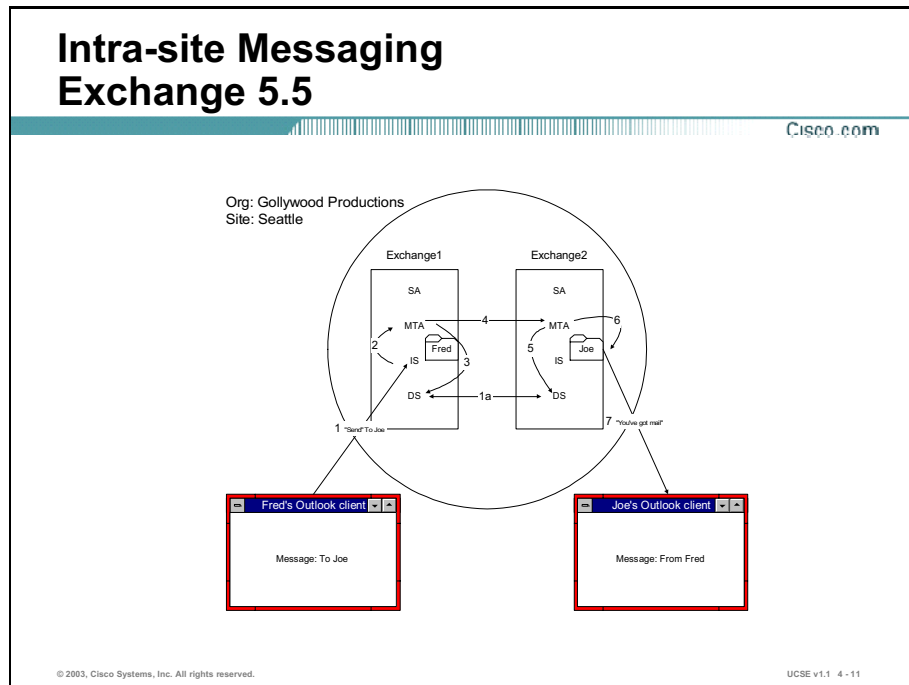 Intra-site Messaging
Exchange 5.5
Cisco.com
Org: Gollywood Productions
Site: Seattle
Exchange1
Exchange2
SA
SA
MTA
4
MTA
6
2
Fred
3
5
Joe
IS
IS
DS
1a
DS
1 "Send" To Joe
7 "You've got mail"
Fred's Outlook client
Joe's Outlook client
Message: To Joe
Message: From Fred
© 2003, Cisco Systems, Inc. All rights reserved.
UCSE v1.1 4 - 11